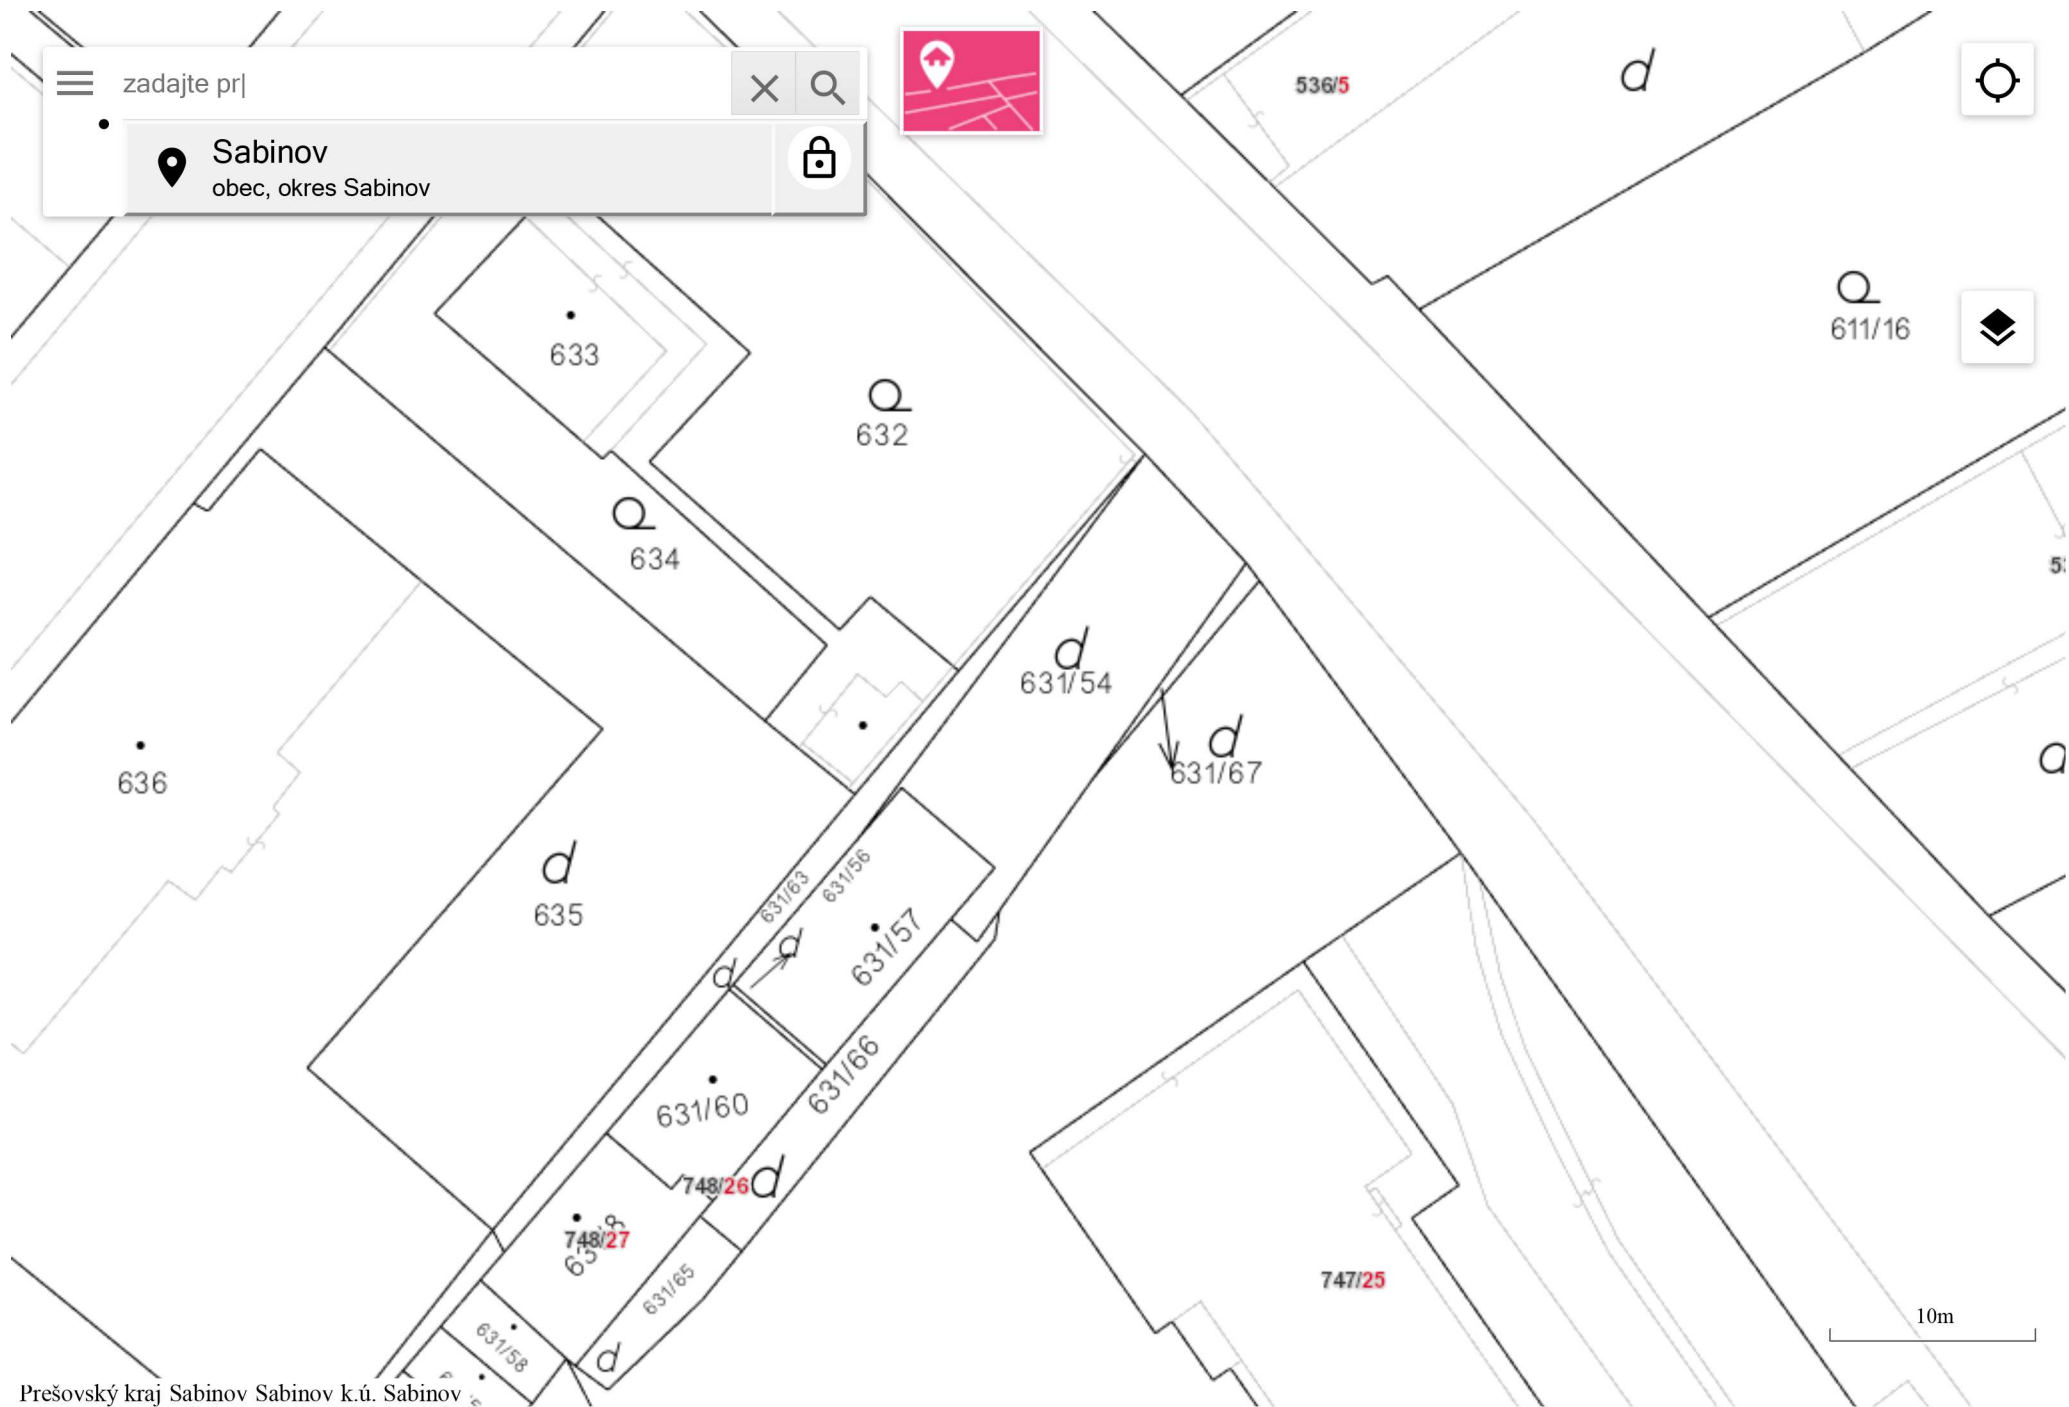 zadajte pr
Sabinov
obec, okres Sabinov
536/5
d
611/16
633
632
634
631/54
d
631/67
d
636
d
635
631/63
631/56
631/57
d
d
631/66
631/60
748/26
d
748/27
631/65
631/58
d
747/25
10m
Prešovský kraj Sabinov Sabinov k.ú. Sabinov